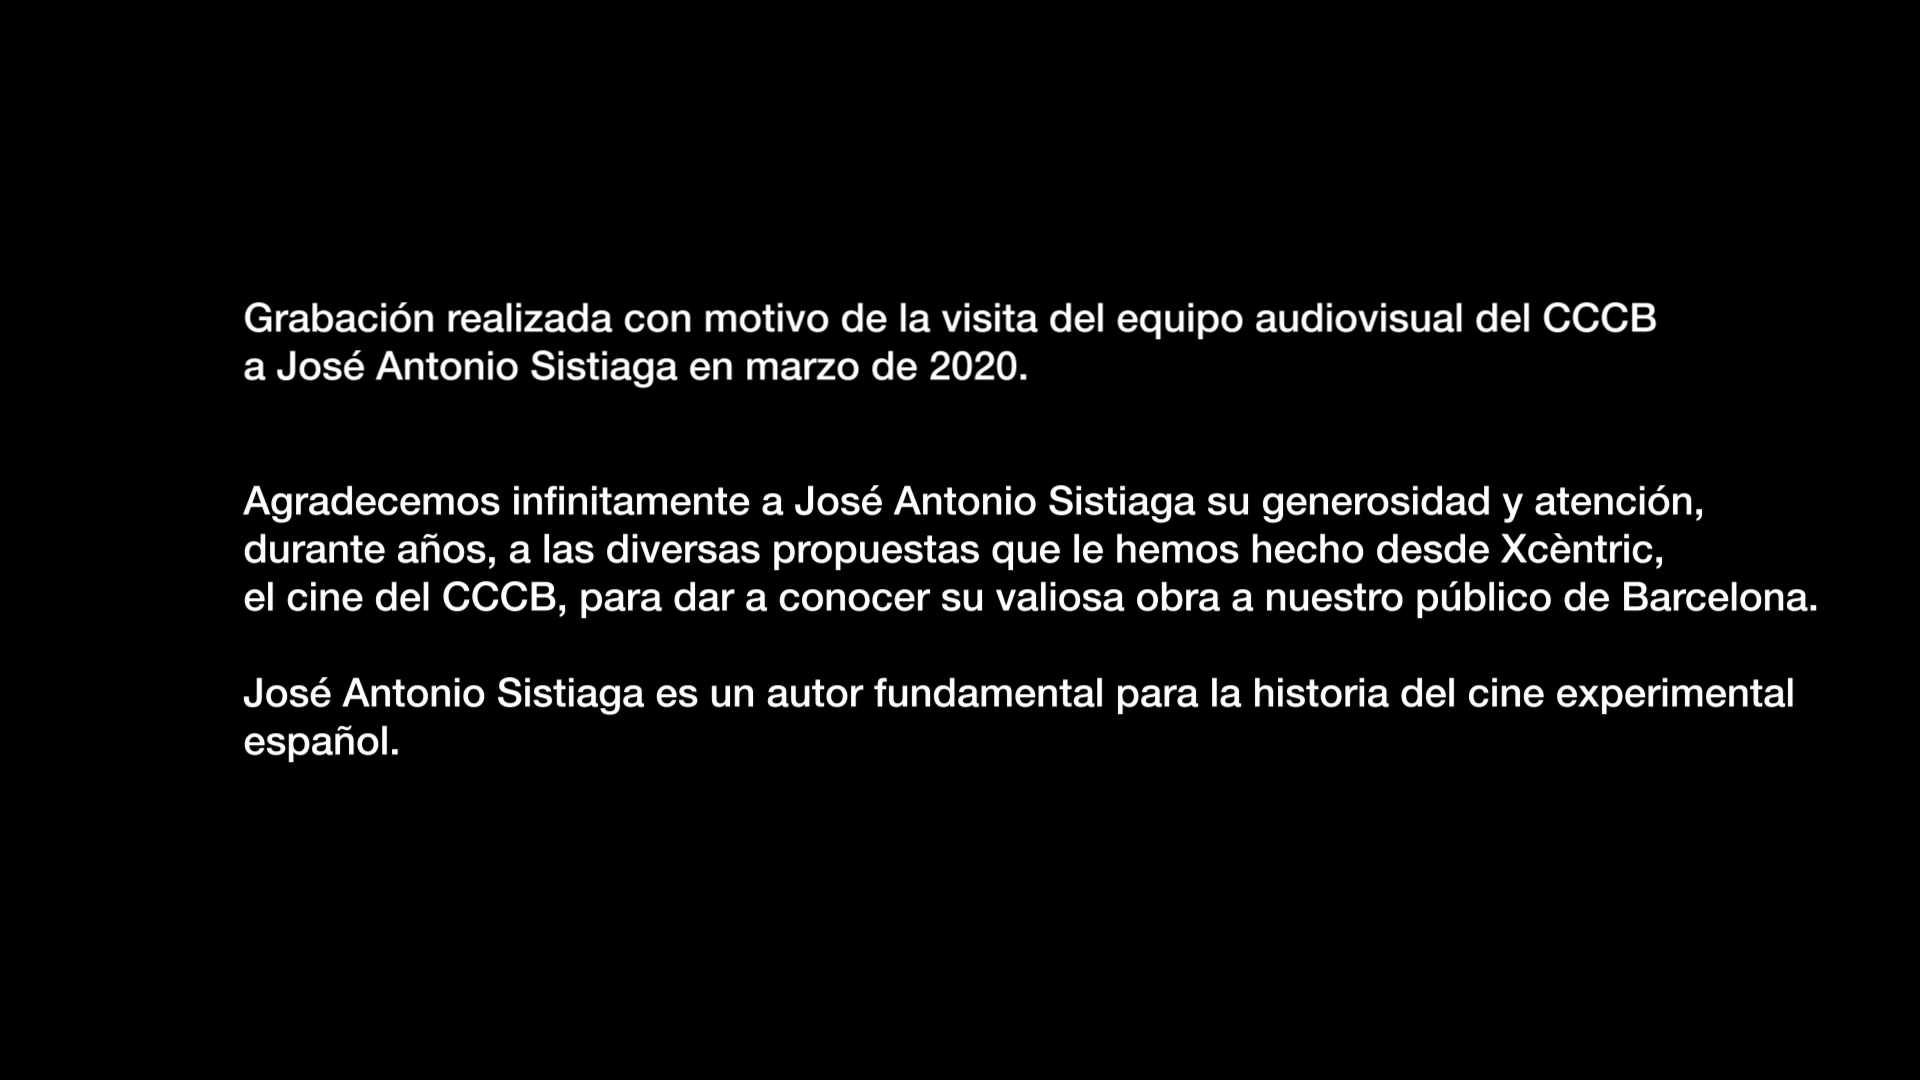 Grabación realizada con motivo de la visita del equipo audiovisual del CCCB
a José Antonio Sistiaga en marzo de 2020.
Agradecemos infinitamente a José Antonio Sistiaga su generosidad y atención,
durante años, a las diversas propuestas que le hemos hecho desde Xcèntric,
el cine del CCCB, para dar a conocer su valiosa obra a nuestro público de Barcelona.
José Antonio Sistiaga es un autor fundamental para la historia del cine experimental
español.